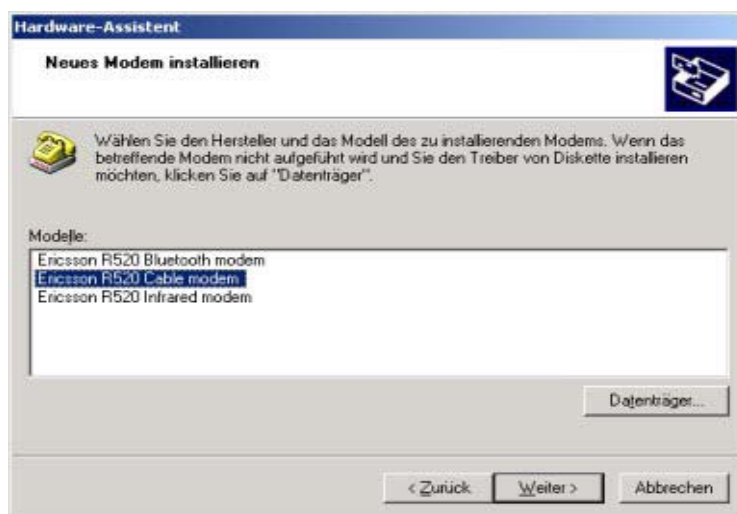 Hardware-Assistent
Neues Modem installieren
Wählen Sie den Hersteller und das Modell des zu installierenden Modems. Wenn das
betreffende Modem nicht aufgeführt wird und Sie den Treiber von Diskette installieren
möchten, klicken Sie auf "Datenträger".
Modelle:
Ericsson R520 Bluetooth modem
Ericsson R520 Cable modem
Ericsson R520 Infrared modem
Datenträger...
< Zurück Weiter > Abbrechen